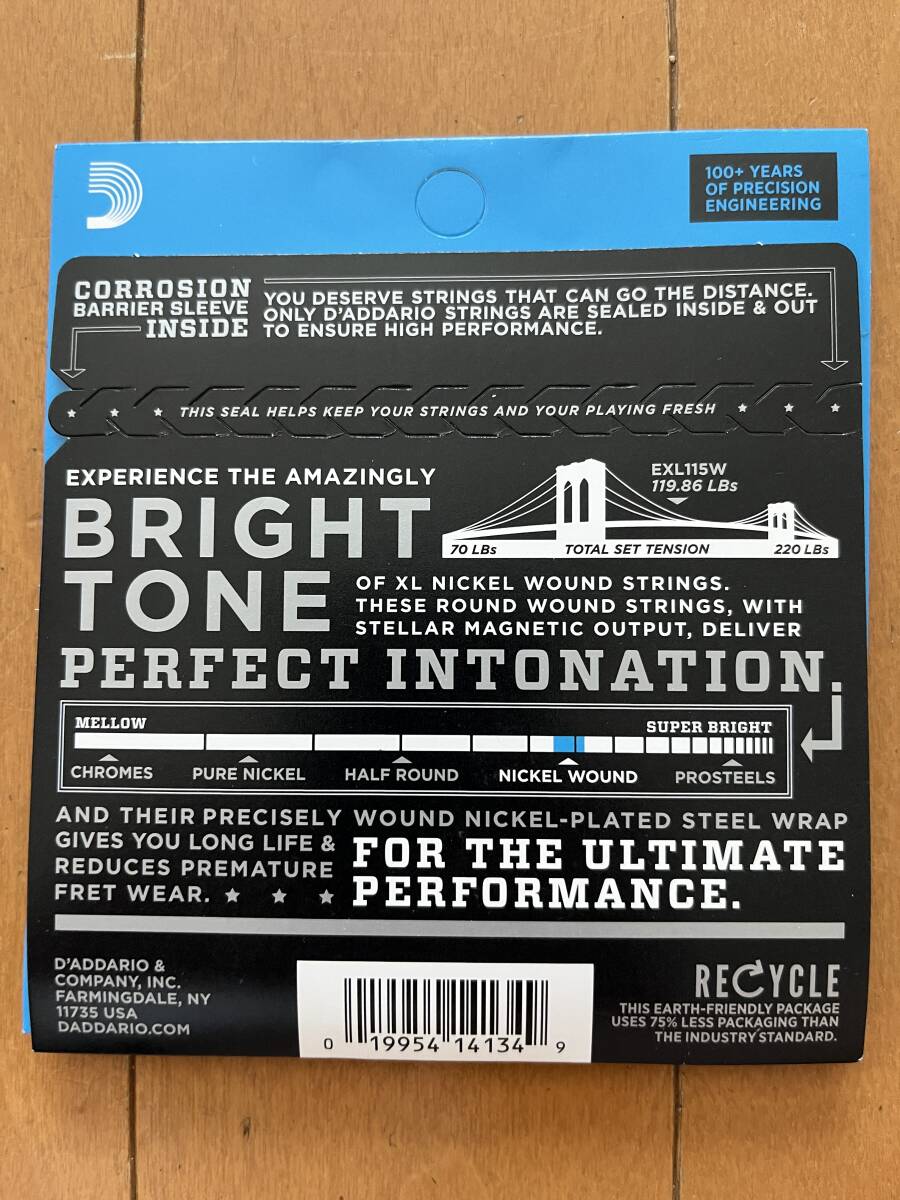 100+ YEARS
OF PRECISION
ENGINEERING
CORROSION
BARRIER SLEEVE
INSIDE
YOU DESERVE STRINGS THAT CAN GO THE DISTANCE.
ONLY D'ADDARIO STRINGS ARE SEALED INSIDE & OUT
TO ENSURE HIGH PERFORMANCE.
THIS SEAL HELPS KEEP YOUR STRINGS AND YOUR PLAYING FRESH
EXPERIENCE THE AMAZINGLY
BRIGHT
TONE
EXL115W
119.86 LBs
70 LBs TOTAL SET TENSION 220 LBs
OF XL NICKEL WOUND STRINGS.
THESE ROUND WOUND STRINGS, WITH
STELLAR MAGNETIC OUTPUT, DELIVER
PERFECT INTONATION.
MELLOW SUPER BRIGHT
CHROMES PURE NICKEL HALF ROUND NICKEL WOUND PROSTEELS
AND THEIR PRECISELY WOUND NICKEL-PLATED STEEL WRAP
GIVES YOU LONG LIFE &
REDUCES PREMATURE
FRET WEAR.
FOR THE ULTIMATE
PERFORMANCE.
D'ADDARIO &
COMPANY, INC.
FARMINGDALE, NY
11735 USA
DADDARIO.COM
0 19954 14134 9
RECYCLE
THIS EARTH-FRIENDLY PACKAGE
USES 75% LESS PACKAGING THAN
THE INDUSTRY STANDARD.